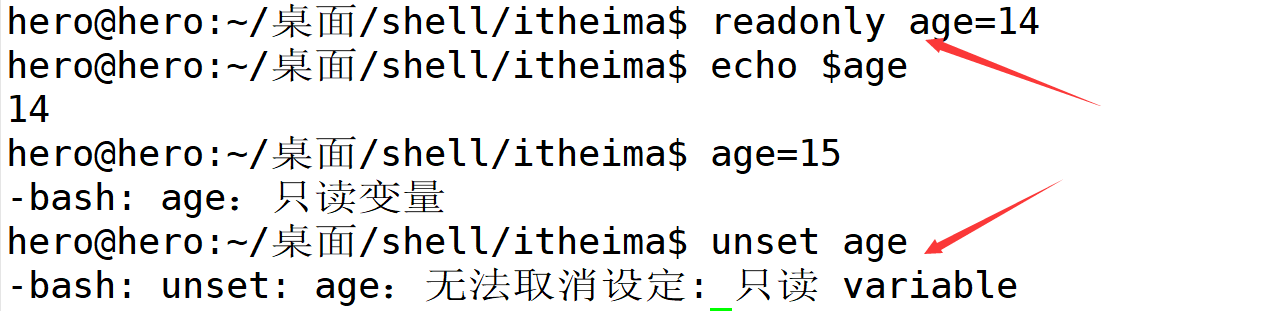 hero@hero:~/桌面/shell/itheima$ readonly age=14
hero@hero:~/桌面/shell/itheima$ echo $age
14
hero@hero:~/桌面/shell/itheima$ age=15
-bash: age：只读变量
hero@hero:~/桌面/shell/itheima$ unset age
-bash: unset: age：无法取消设定: 只读 variable